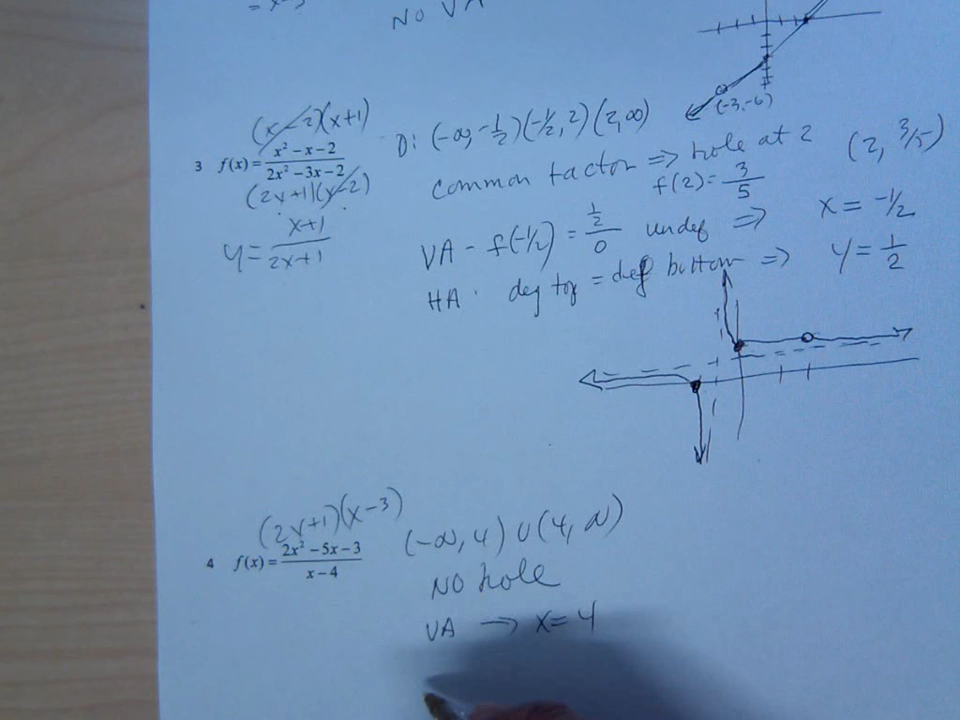 NO VA
(-3,-6)
(x-2)(x+1)
3 f(x)= x² - x - 2 / 2x² - 3x - 2
(2x+1)(x-2)
y = x+1 / 2x+1
D: (-∞,-1/2)(-1/2,2)(2,∞)
common factor ⇒ hole at 2 (2, 3/5)
f(2) = 3/5
VA - f(-1/2) = 1/2 / 0 undef ⇒ x = -1/2
HA · deg top = deg bottom ⇒ y = 1/2
(2x+1)(x-3)
4 f(x)= 2x² - 5x - 3 / x - 4
(-∞,4) ∪ (4,∞)
NO hole
VA → x = 4